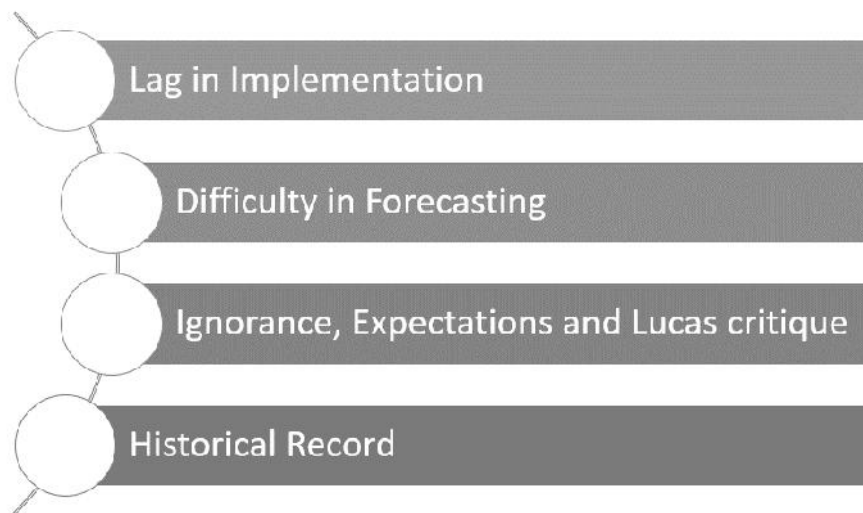 Lag in Implementation
Difficulty in Forecasting
Ignorance, Expectations and Lucas critique
Historical Record